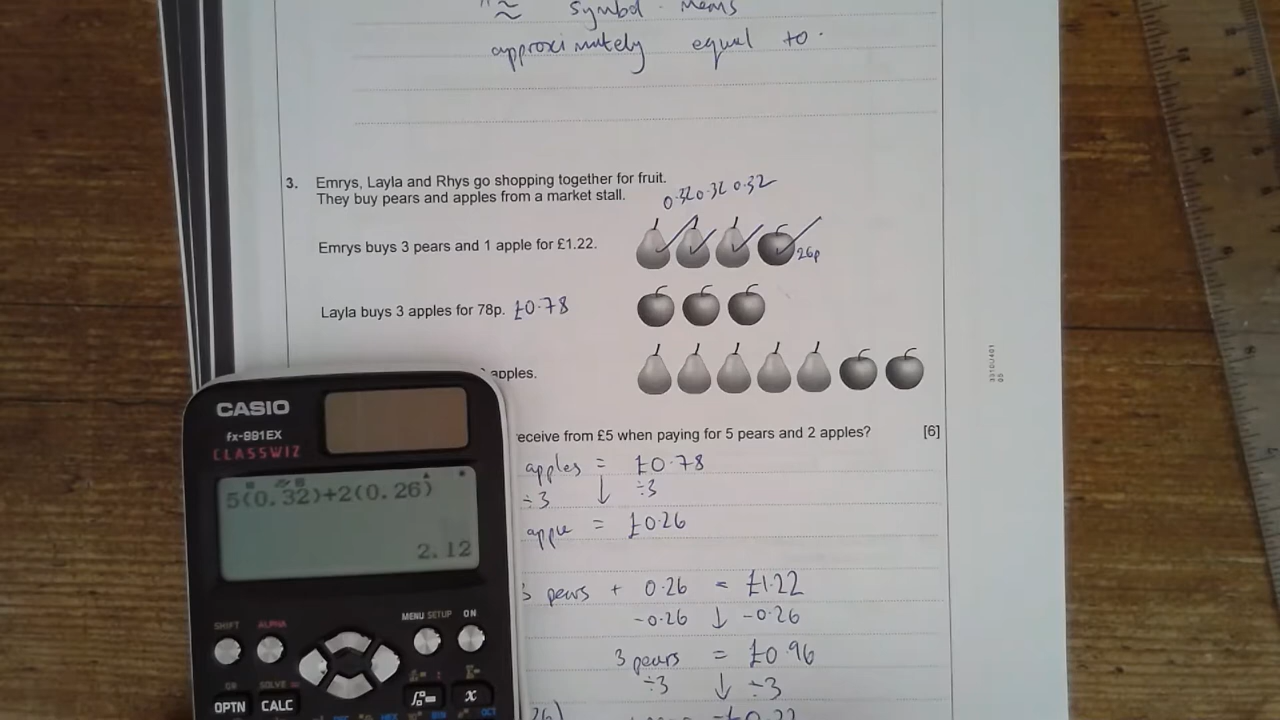 "≈ symbol means
approximately equal to.
3. Emrys, Layla and Rhys go shopping together for fruit.
They buy pears and apples from a market stall.
0.32 0.32 0.32
Emrys buys 3 pears and 1 apple for £1.22.
26p
Layla buys 3 apples for 78p. £0.78
apples.
eceive from £5 when paying for 5 pears and 2 apples? [6]
apples = £0.78
÷3 ↓ ÷3
apple = £0.26
3 pears + 0.26 = £1.22
-0.26 ↓ -0.26
3 pears = £0.96
÷3 ↓ ÷3
26)
CASIO
fx-991EX
CLASSWIZ
5(0.32)+2(0.26)
2.12
SHIFT ALPHA MENU SETUP ON
OPTN CALC x
QR SOLVE =
05